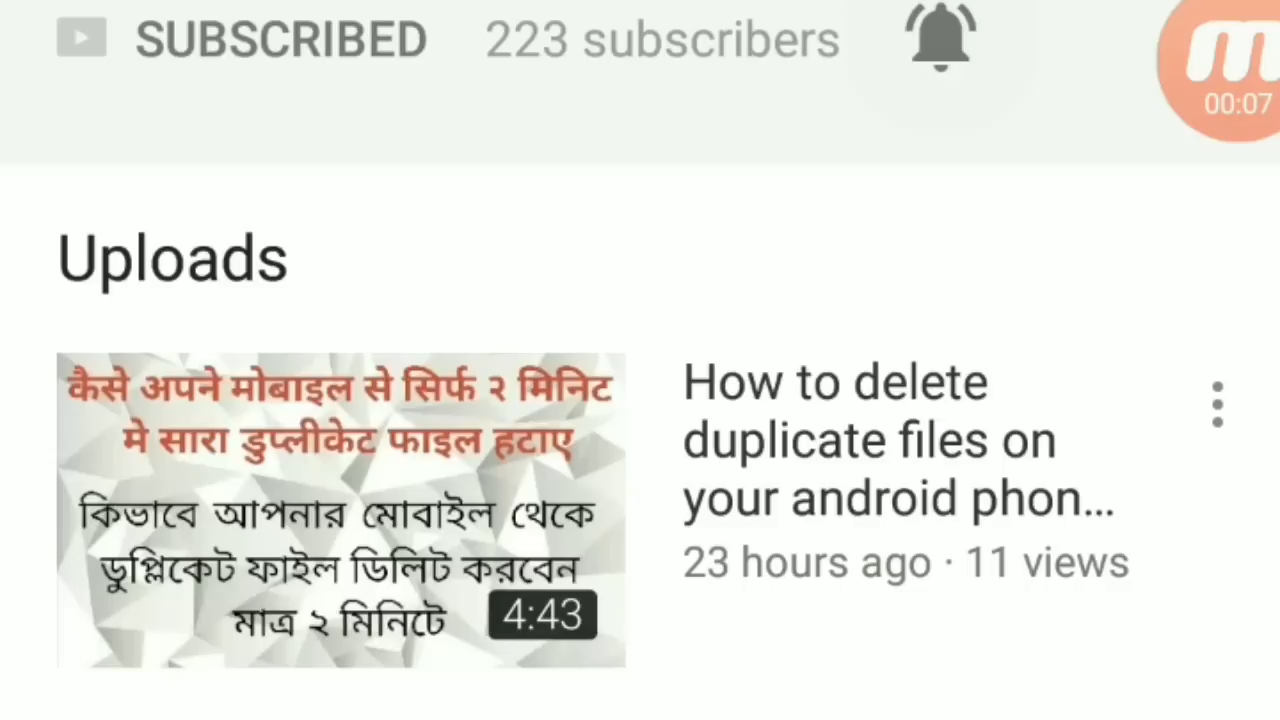 SUBSCRIBED 223 subscribers
00:07
Uploads
कैसे अपने मोबाइल से सिर्फ २ मिनिट
मे सारा डुप्लीकेट फाइल हटाए
কিভাবে আপনার মোবাইল থেকে
ডুপ্লিকেট ফাইল ডিলিট করবেন
মাত্র ২ মিনিটে
4:43
How to delete
duplicate files on
your android phon...
23 hours ago · 11 views